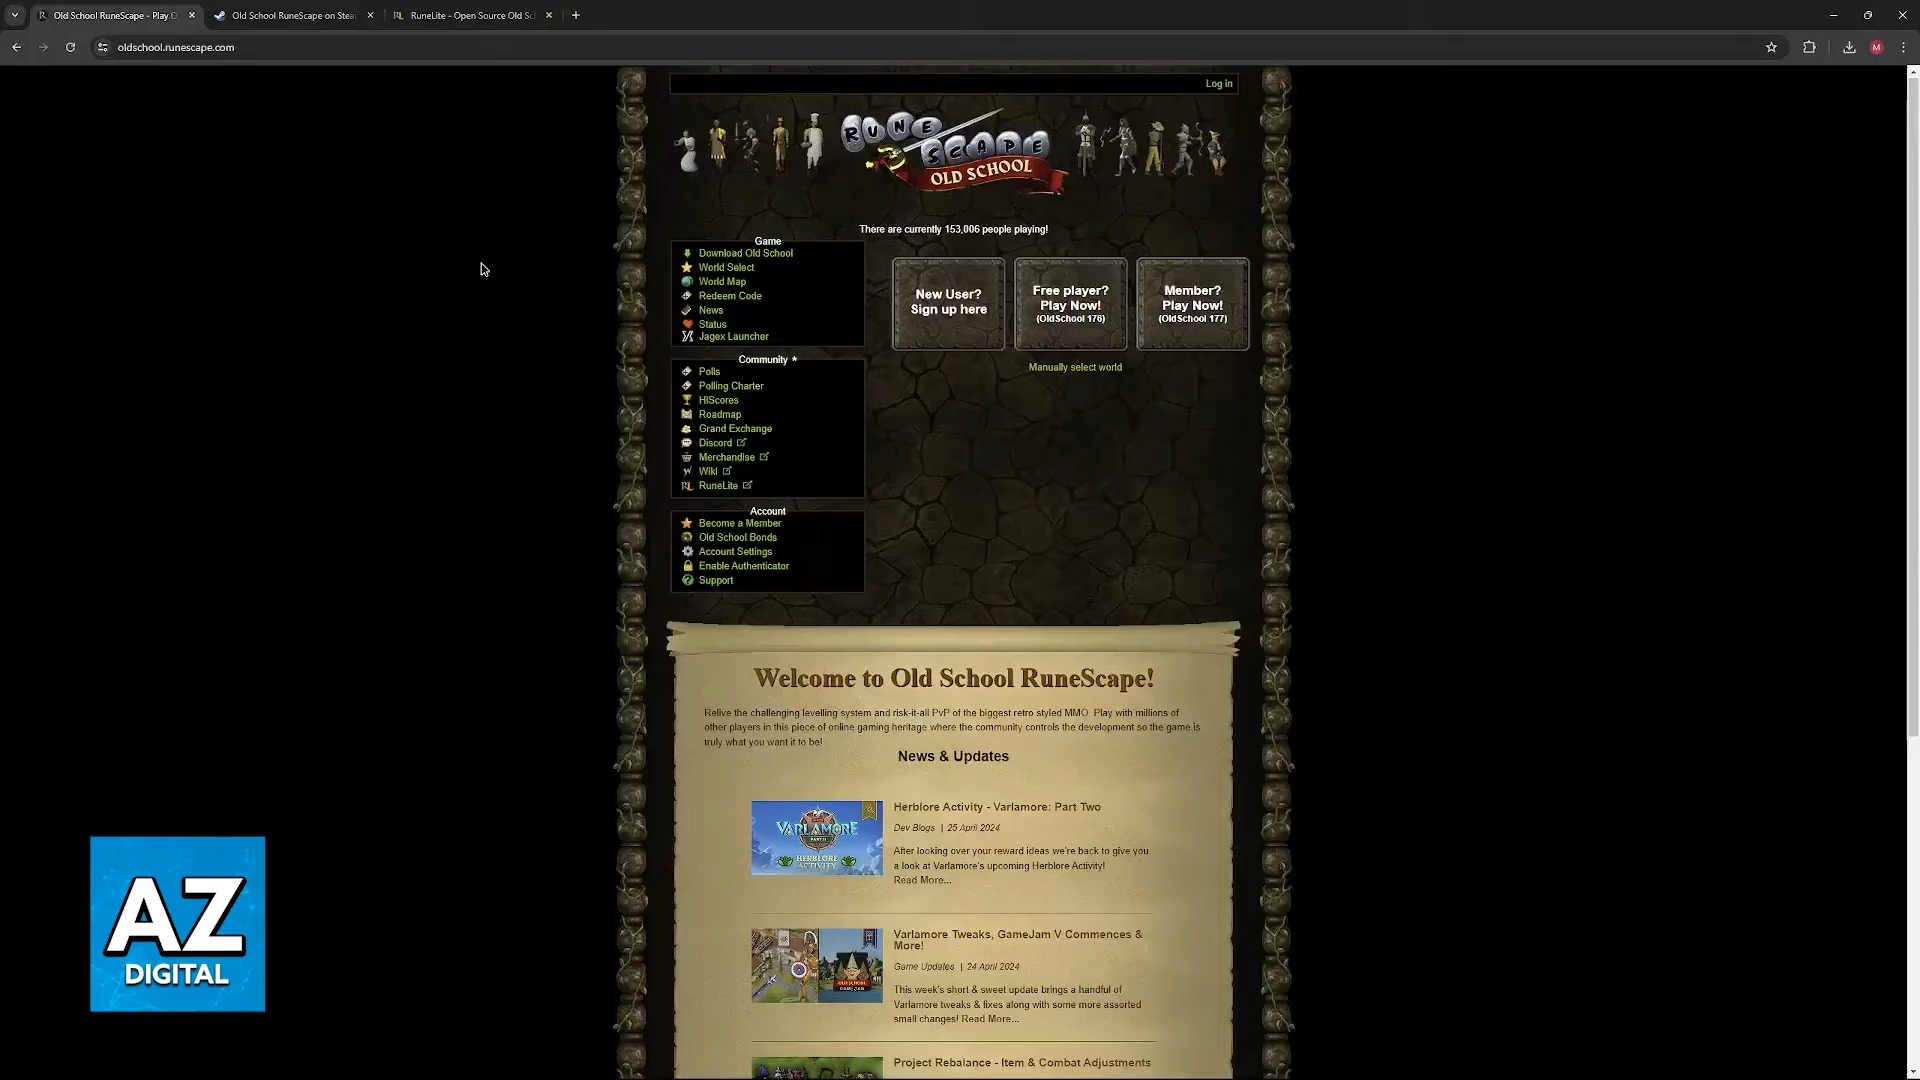 Old School RuneScape - Play O
Old School RuneScape on Stea
RuneLite - Open Source Old Sc
oldschool.runescape.com
M
Log in
RUNE
SCAPE
OLD SCHOOL
There are currently 153,006 people playing!
Game
Download Old School
World Select
World Map
Redeem Code
News
Status
Jagex Launcher
New User?
Sign up here
Free player?
Play Now!
(OldSchool 176)
Member?
Play Now!
(OldSchool 177)
Manually select world
Community *
Polls
Polling Charter
HiScores
Roadmap
Grand Exchange
Discord
Merchandise
Wiki
RuneLite
Account
Become a Member
Old School Bonds
Account Settings
Enable Authenticator
Support
Welcome to Old School RuneScape!
Relive the challenging levelling system and risk-it-all PvP of the biggest retro styled MMO. Play with millions of
other players in this piece of online gaming heritage where the community controls the development so the game is
truly what you want it to be!
News & Updates
VARLAMORE
PART II
HERBLORE
ACTIVITY
Herblore Activity - Varlamore: Part Two
Dev Blogs | 25 April 2024
After looking over your reward ideas we're back to give you
a look at Varlamore's upcoming Herblore Activity!
Read More...
Varlamore Tweaks, GameJam V Commences &
More!
Game Updates | 24 April 2024
This week's short & sweet update brings a handful of
Varlamore tweaks & fixes along with some more assorted
small changes! Read More...
Project Rebalance - Item & Combat Adjustments
AZ
DIGITAL